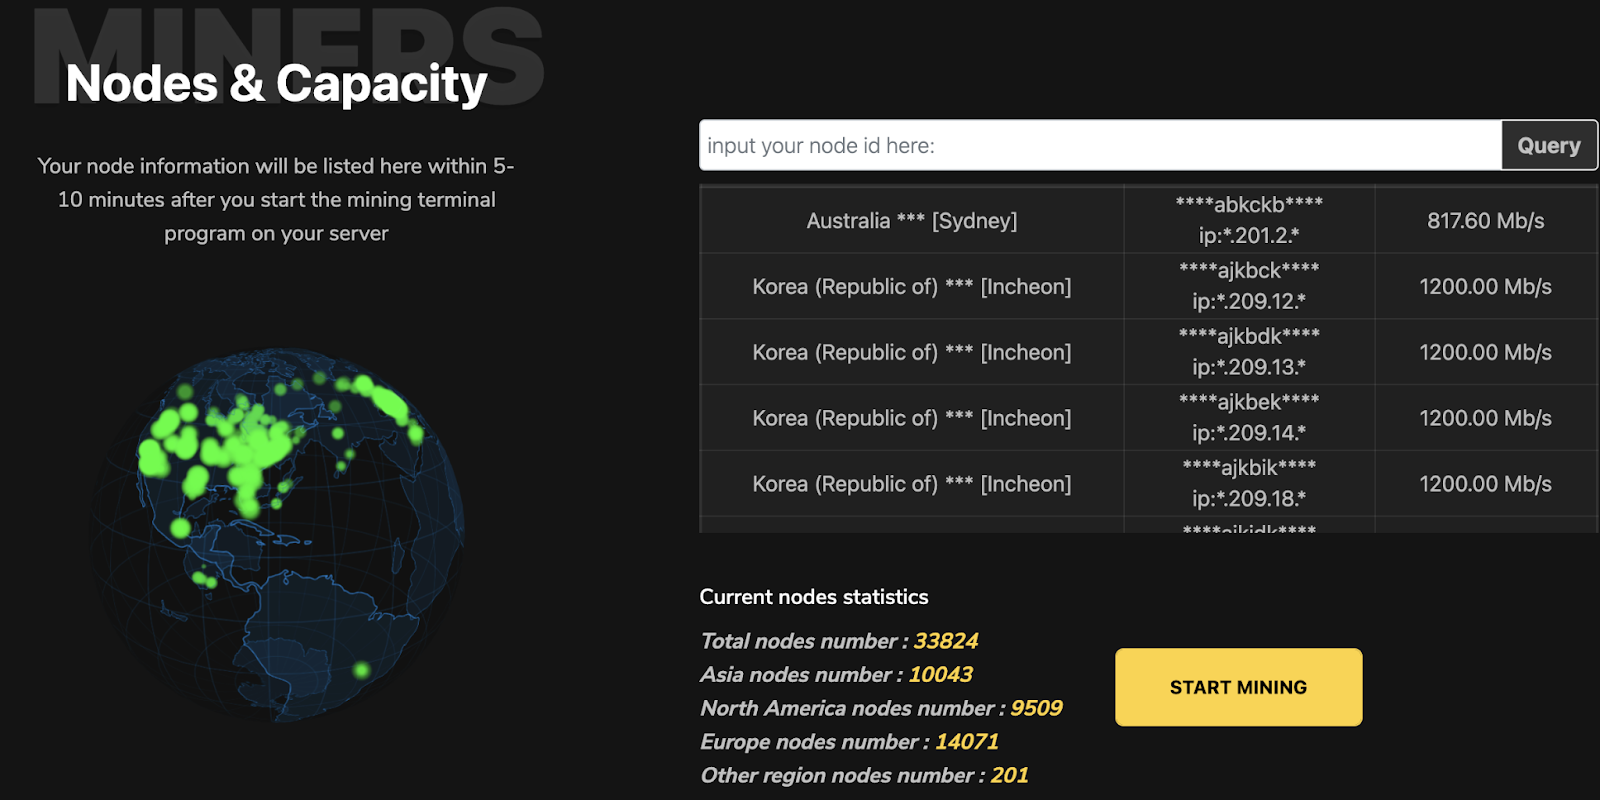 MINERS
Nodes & Capacity
Your node information will be listed here within 5-
10 minutes after you start the mining terminal
program on your server
input your node id here:
Query
Australia *** [Sydney]
****abkckb****
ip:*.201.2.*
817.60 Mb/s
Korea (Republic of) *** [Incheon]
****ajkbck****
ip:*.209.12.*
1200.00 Mb/s
Korea (Republic of) *** [Incheon]
****ajkbdk****
ip:*.209.13.*
1200.00 Mb/s
Korea (Republic of) *** [Incheon]
****ajkbek****
ip:*.209.14.*
1200.00 Mb/s
Korea (Republic of) *** [Incheon]
****ajkbik****
ip:*.209.18.*
1200.00 Mb/s
Current nodes statistics
Total nodes number : 33824
Asia nodes number : 10043
North America nodes number : 9509
Europe nodes number : 14071
Other region nodes number : 201
START MINING